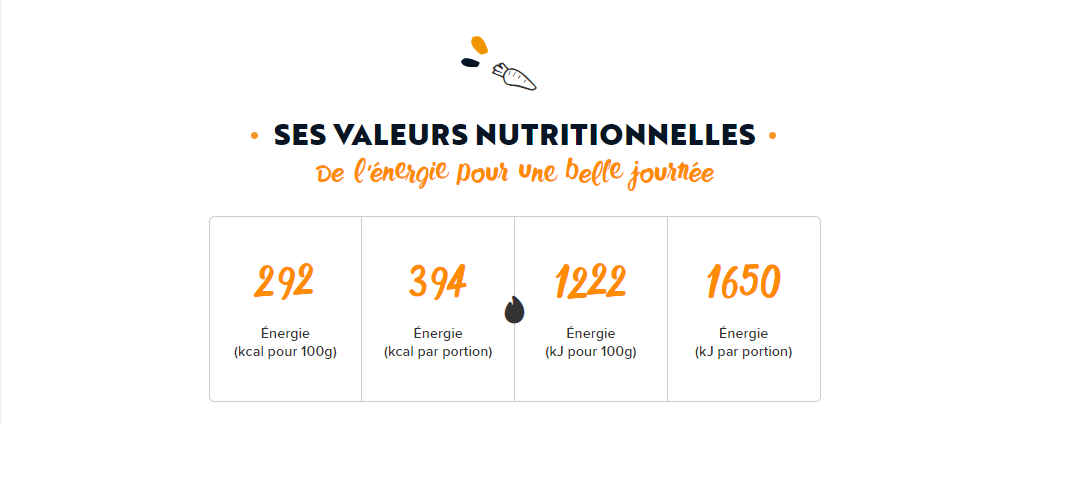 SES VALEURS NUTRITIONNELLES
De l'énergie pour une belle journée
292
Énergie
(kcal pour 100g)
394
Énergie
(kcal par portion)
1222
Énergie
(kJ pour 100g)
1650
Énergie
(kJ par portion)